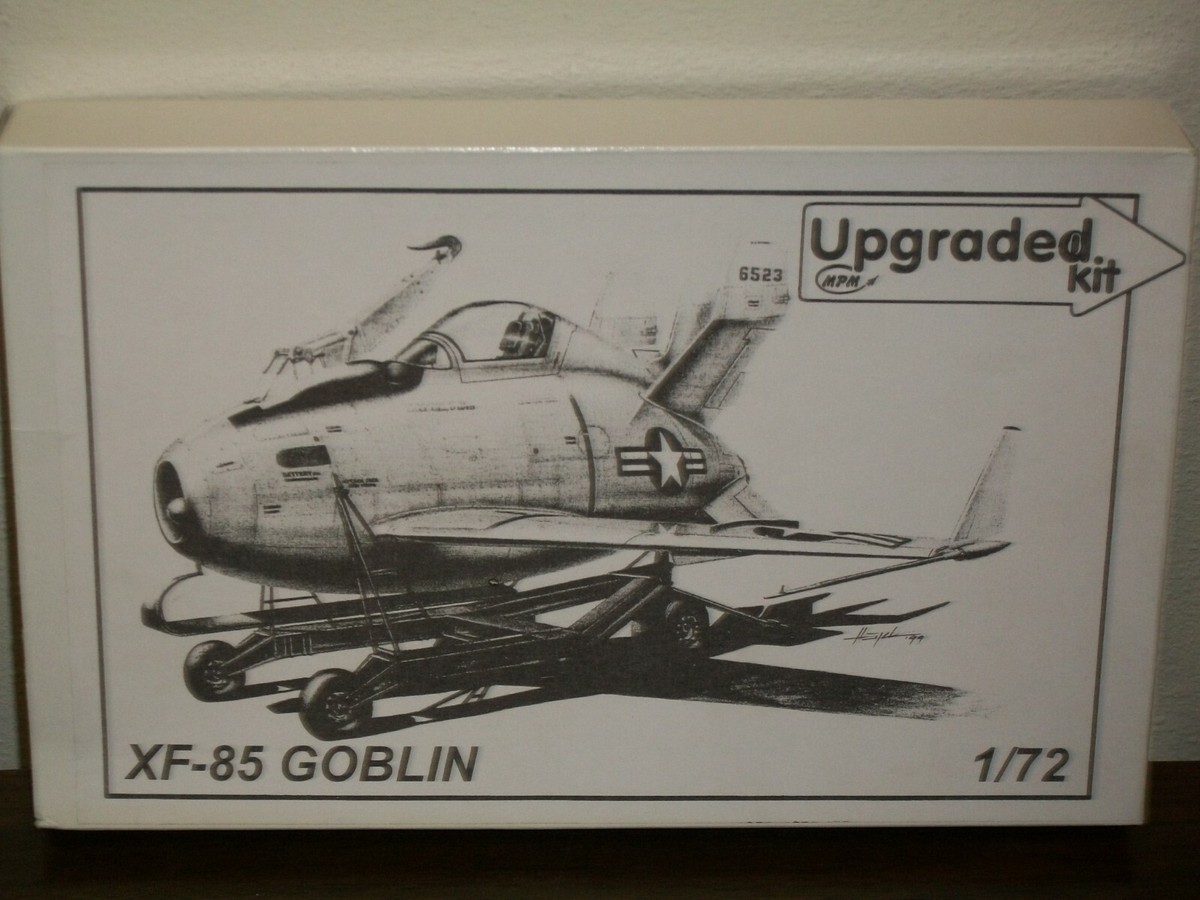 Upgraded
kit
MPM
6523
XF-85 GOBLIN
1/72